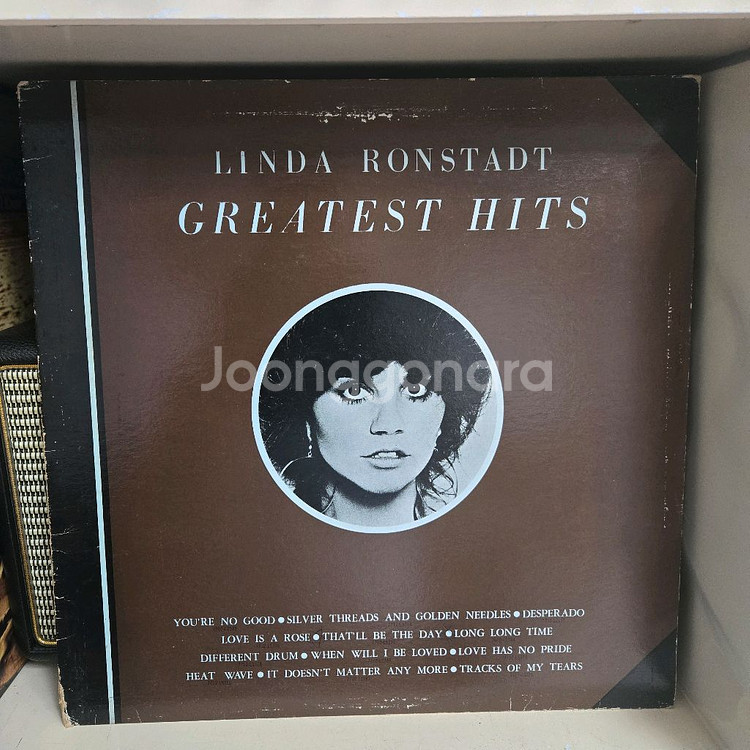 LINDA RONSTADT
GREATEST HITS
Joonagonara
YOU'RE NO GOOD ● SILVER THREADS AND GOLDEN NEEDLES ● DESPERADO
LOVE IS A ROSE ● THAT'LL BE THE DAY ● LONG LONG TIME
DIFFERENT DRUM ● WHEN WILL I BE LOVED ● LOVE HAS NO PRIDE
HEAT WAVE ● IT DOESN'T MATTER ANY MORE ● TRACKS OF MY TEARS